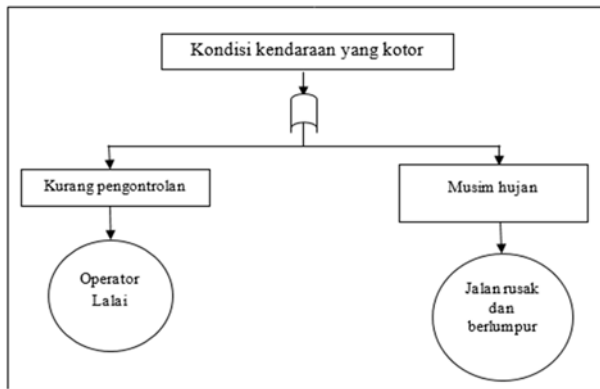 Kondisi kendaraan yang kotor
Kurang pengontrolan
Musim hujan
Operator
Lalai
Jalan rusak
dan
berlumpur